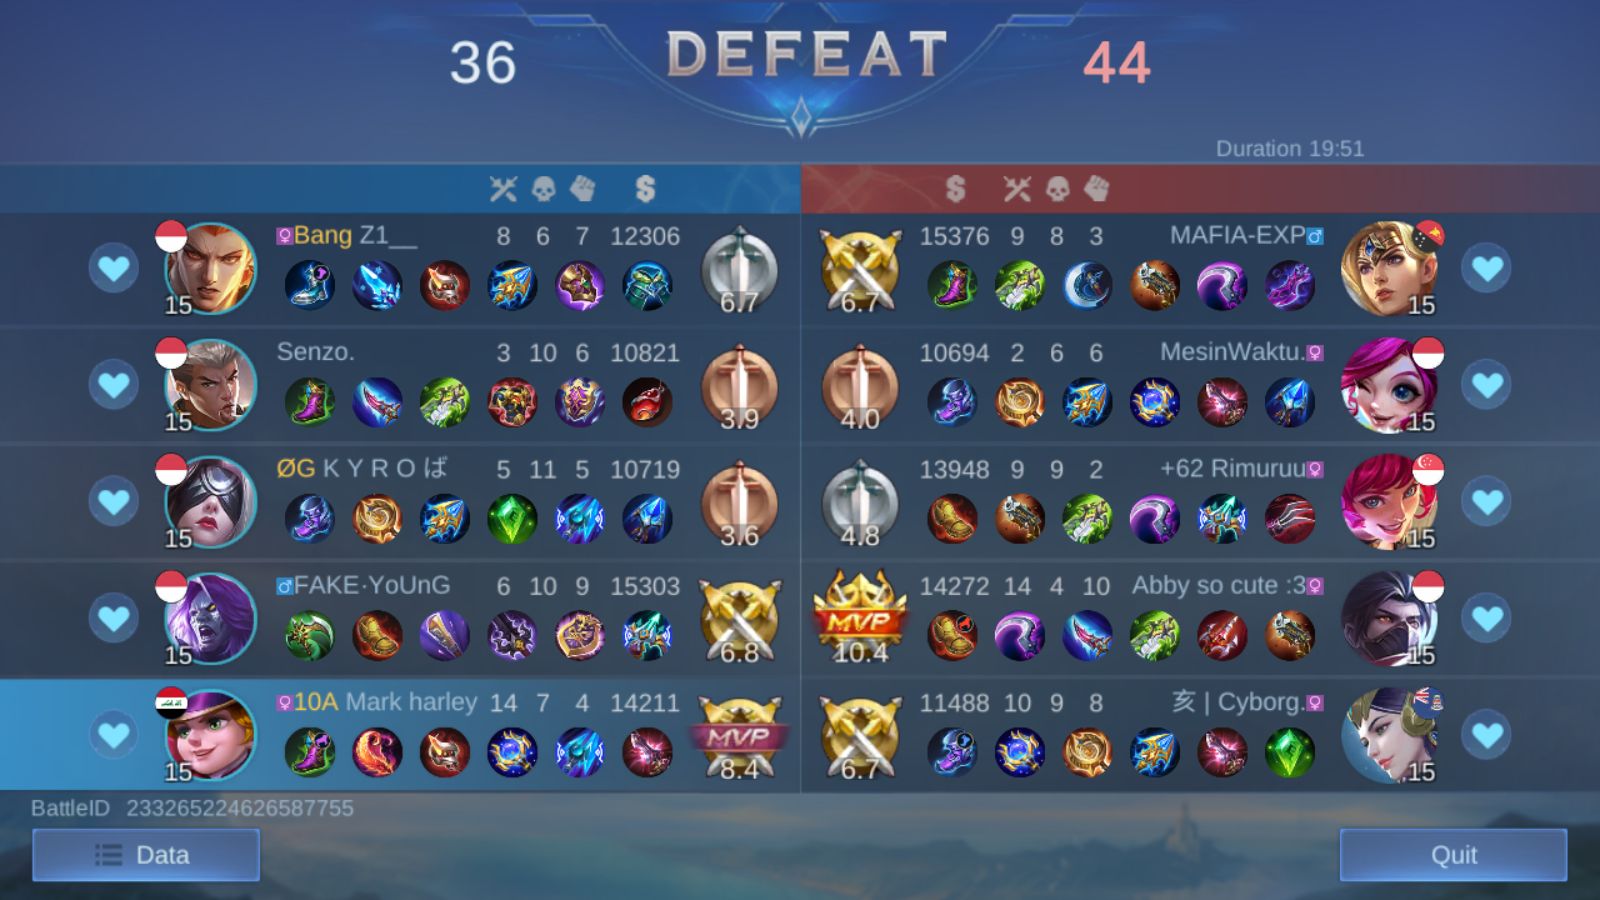 36 DEFEAT 44
Duration 19:51
Bang Z1__ 8 6 7 12306 6.7
15
6.7 15376 9 8 3 MAFIA-EXP
15
Senzo. 3 10 6 10821 3.9
15
4.0 10694 2 6 6 MesinWaktu.
15
ØG K Y R O ば 5 11 5 10719 3.6
15
4.8 13948 9 9 2 +62 Rimuruu
15
FAKE·YoUnG 6 10 9 15303 6.8
15
MVP 10.4 14272 14 4 10 Abby so cute :3
15
10A Mark harley 14 7 4 14211 MVP 8.4
15
6.7 11488 10 9 8 亥 | Cyborg.
15
BattleID 233265224626587755
Data
Quit